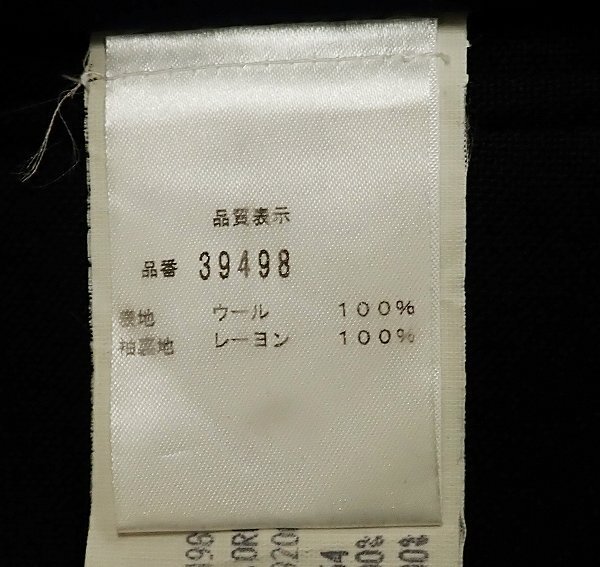 品質表示
品番 39498
表地 ウール 100%
袖裏地 レーヨン 100%